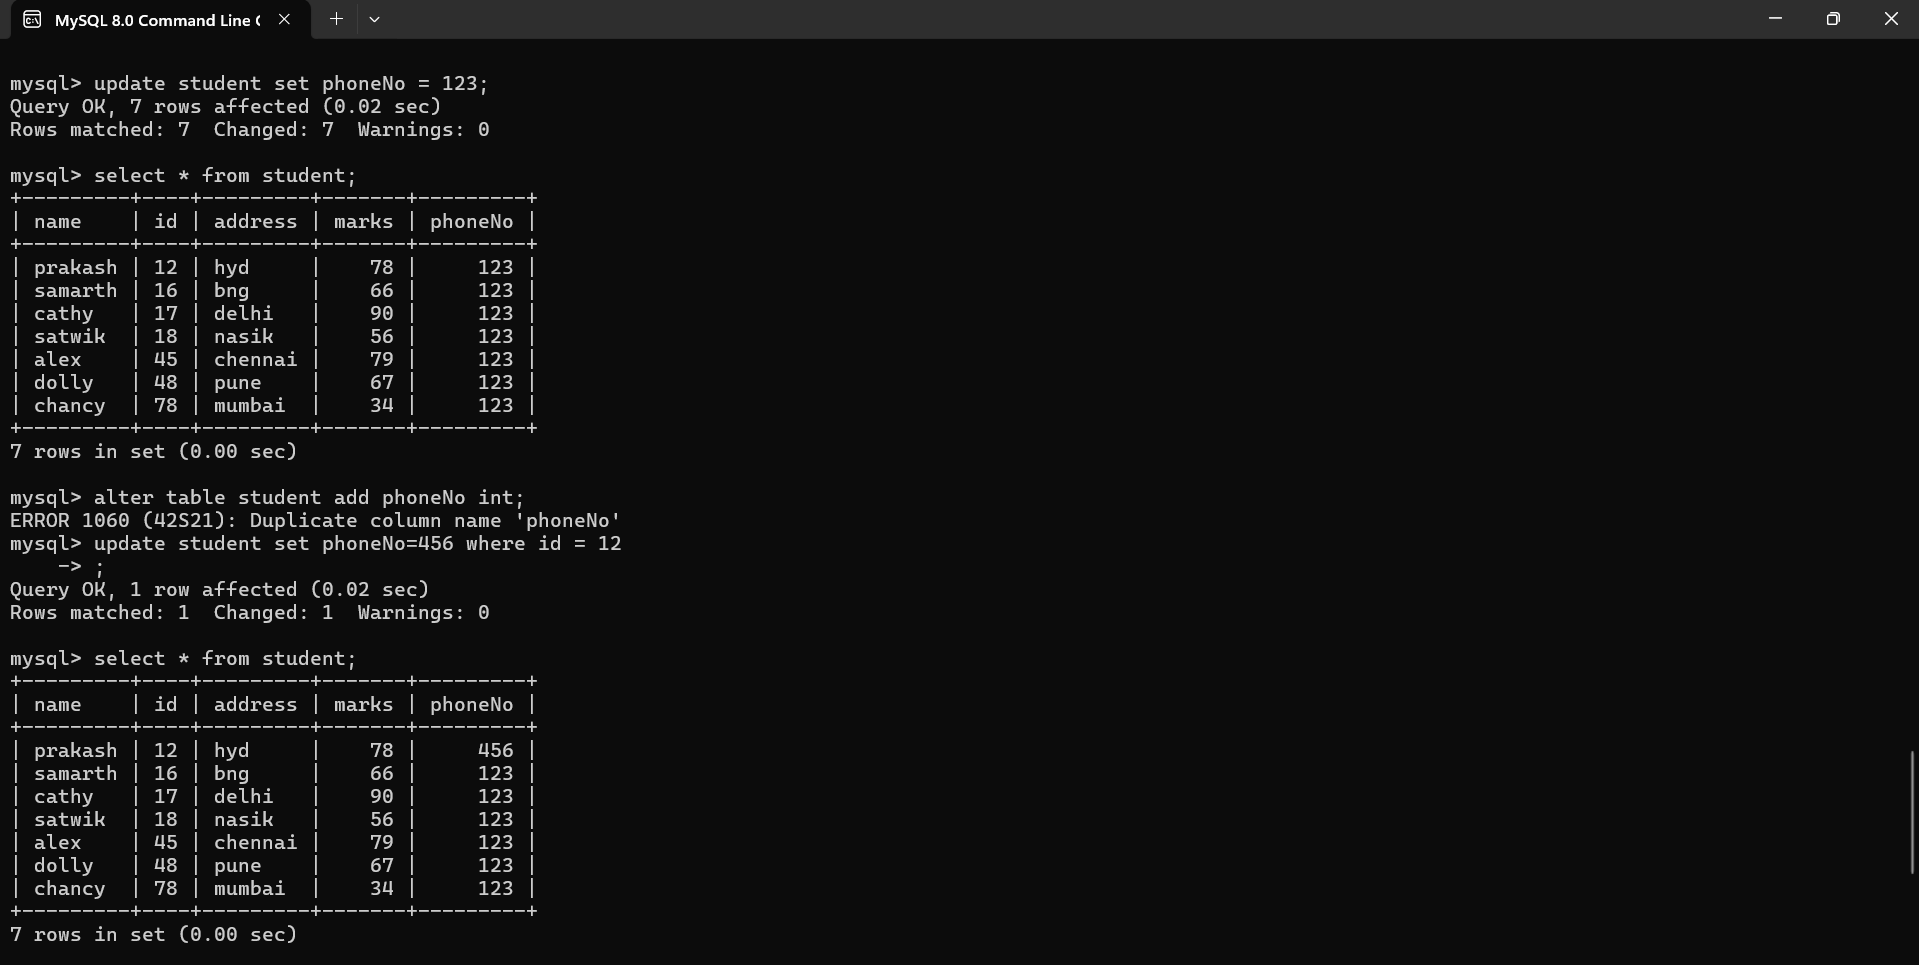 MySQL 8.0 Command Line C
mysql> update student set phoneNo = 123;
Query OK, 7 rows affected (0.02 sec)
Rows matched: 7  Changed: 7  Warnings: 0
mysql> select * from student;
+---------+----+---------+-------+---------+
| name    | id | address | marks | phoneNo |
+---------+----+---------+-------+---------+
| prakash | 12 | hyd     |    78 |     123 |
| samarth | 16 | bng     |    66 |     123 |
| cathy   | 17 | delhi   |    90 |     123 |
| satwik  | 18 | nasik   |    56 |     123 |
| alex    | 45 | chennai |    79 |     123 |
| dolly   | 48 | pune    |    67 |     123 |
| chancy  | 78 | mumbai  |    34 |     123 |
+---------+----+---------+-------+---------+
7 rows in set (0.00 sec)
mysql> alter table student add phoneNo int;
ERROR 1060 (42S21): Duplicate column name 'phoneNo'
mysql> update student set phoneNo=456 where id = 12
    -> ;
Query OK, 1 row affected (0.02 sec)
Rows matched: 1  Changed: 1  Warnings: 0
mysql> select * from student;
+---------+----+---------+-------+---------+
| name    | id | address | marks | phoneNo |
+---------+----+---------+-------+---------+
| prakash | 12 | hyd     |    78 |     456 |
| samarth | 16 | bng     |    66 |     123 |
| cathy   | 17 | delhi   |    90 |     123 |
| satwik  | 18 | nasik   |    56 |     123 |
| alex    | 45 | chennai |    79 |     123 |
| dolly   | 48 | pune    |    67 |     123 |
| chancy  | 78 | mumbai  |    34 |     123 |
+---------+----+---------+-------+---------+
7 rows in set (0.00 sec)